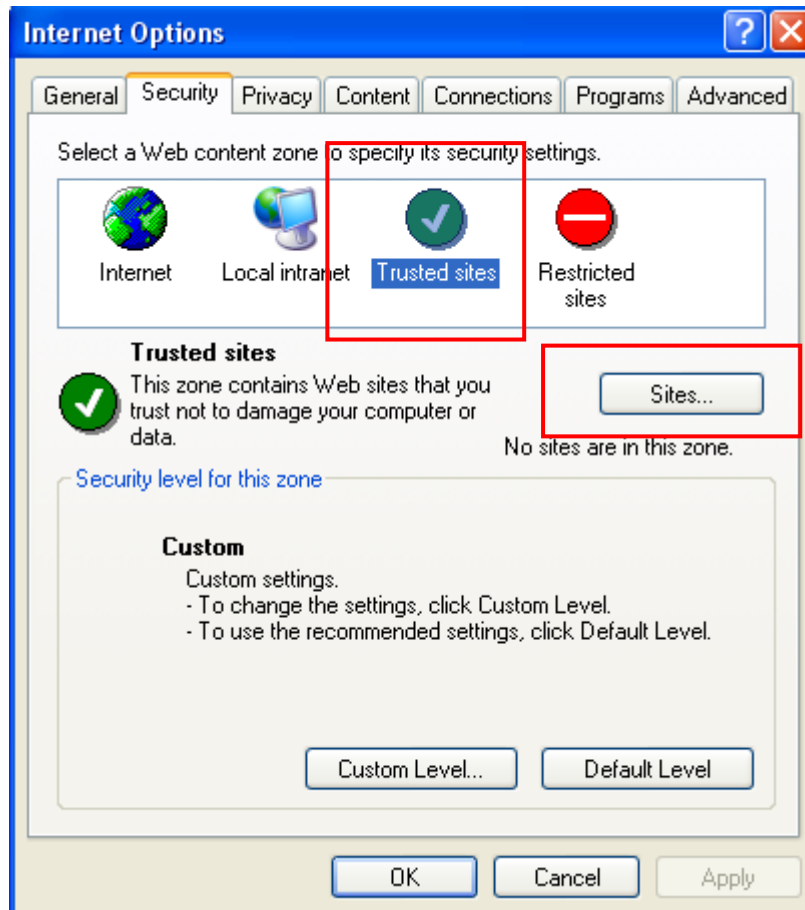 Internet Options
General Security Privacy Content Connections Programs Advanced
Select a Web content zone to specify its security settings.
Internet Local intranet Trusted sites Restricted
sites
Trusted sites
This zone contains Web sites that you
trust not to damage your computer or
data.
Sites...
No sites are in this zone.
Security level for this zone
Custom
Custom settings.
- To change the settings, click Custom Level.
- To use the recommended settings, click Default Level.
Custom Level... Default Level
OK Cancel Apply